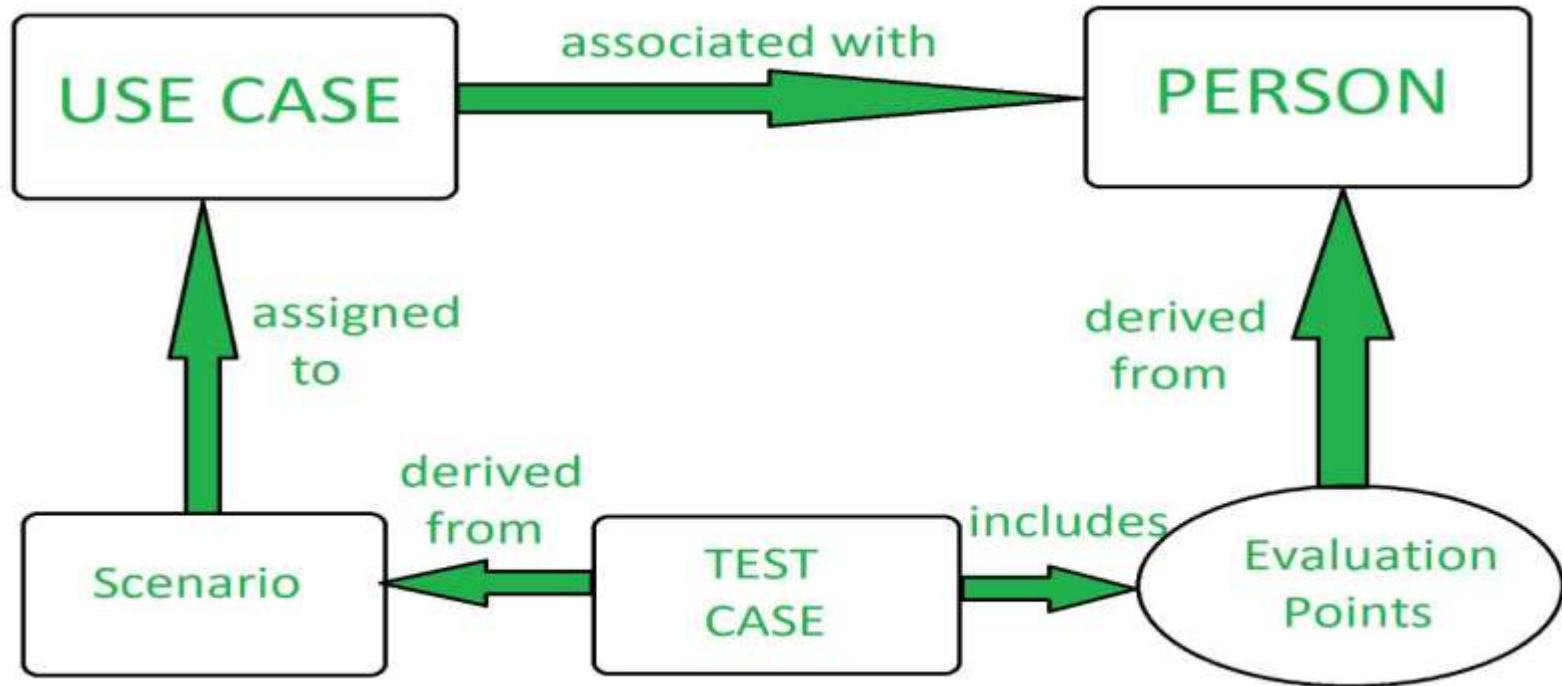 associated with
USE CASE
PERSON
assigned
to
derived
from
derived
from
includes
Scenario
TEST
CASE
Evaluation
Points